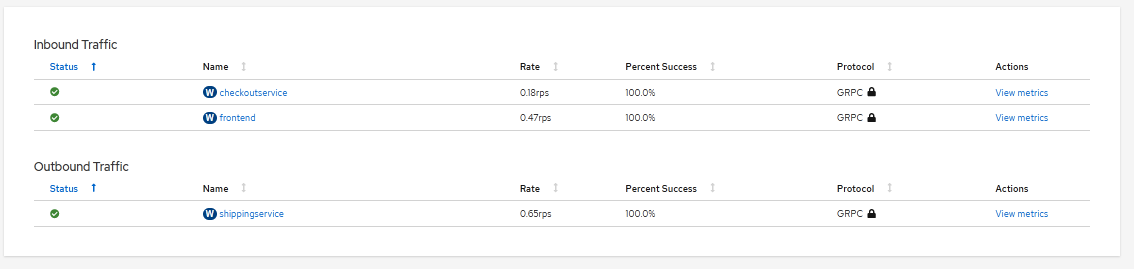 Inbound Traffic
Status Name Rate Percent Success Protocol Actions
W checkoutservice 0.18rps 100.0% GRPC View metrics
W frontend 0.47rps 100.0% GRPC View metrics
Outbound Traffic
Status Name Rate Percent Success Protocol Actions
W shippingservice 0.65rps 100.0% GRPC View metrics